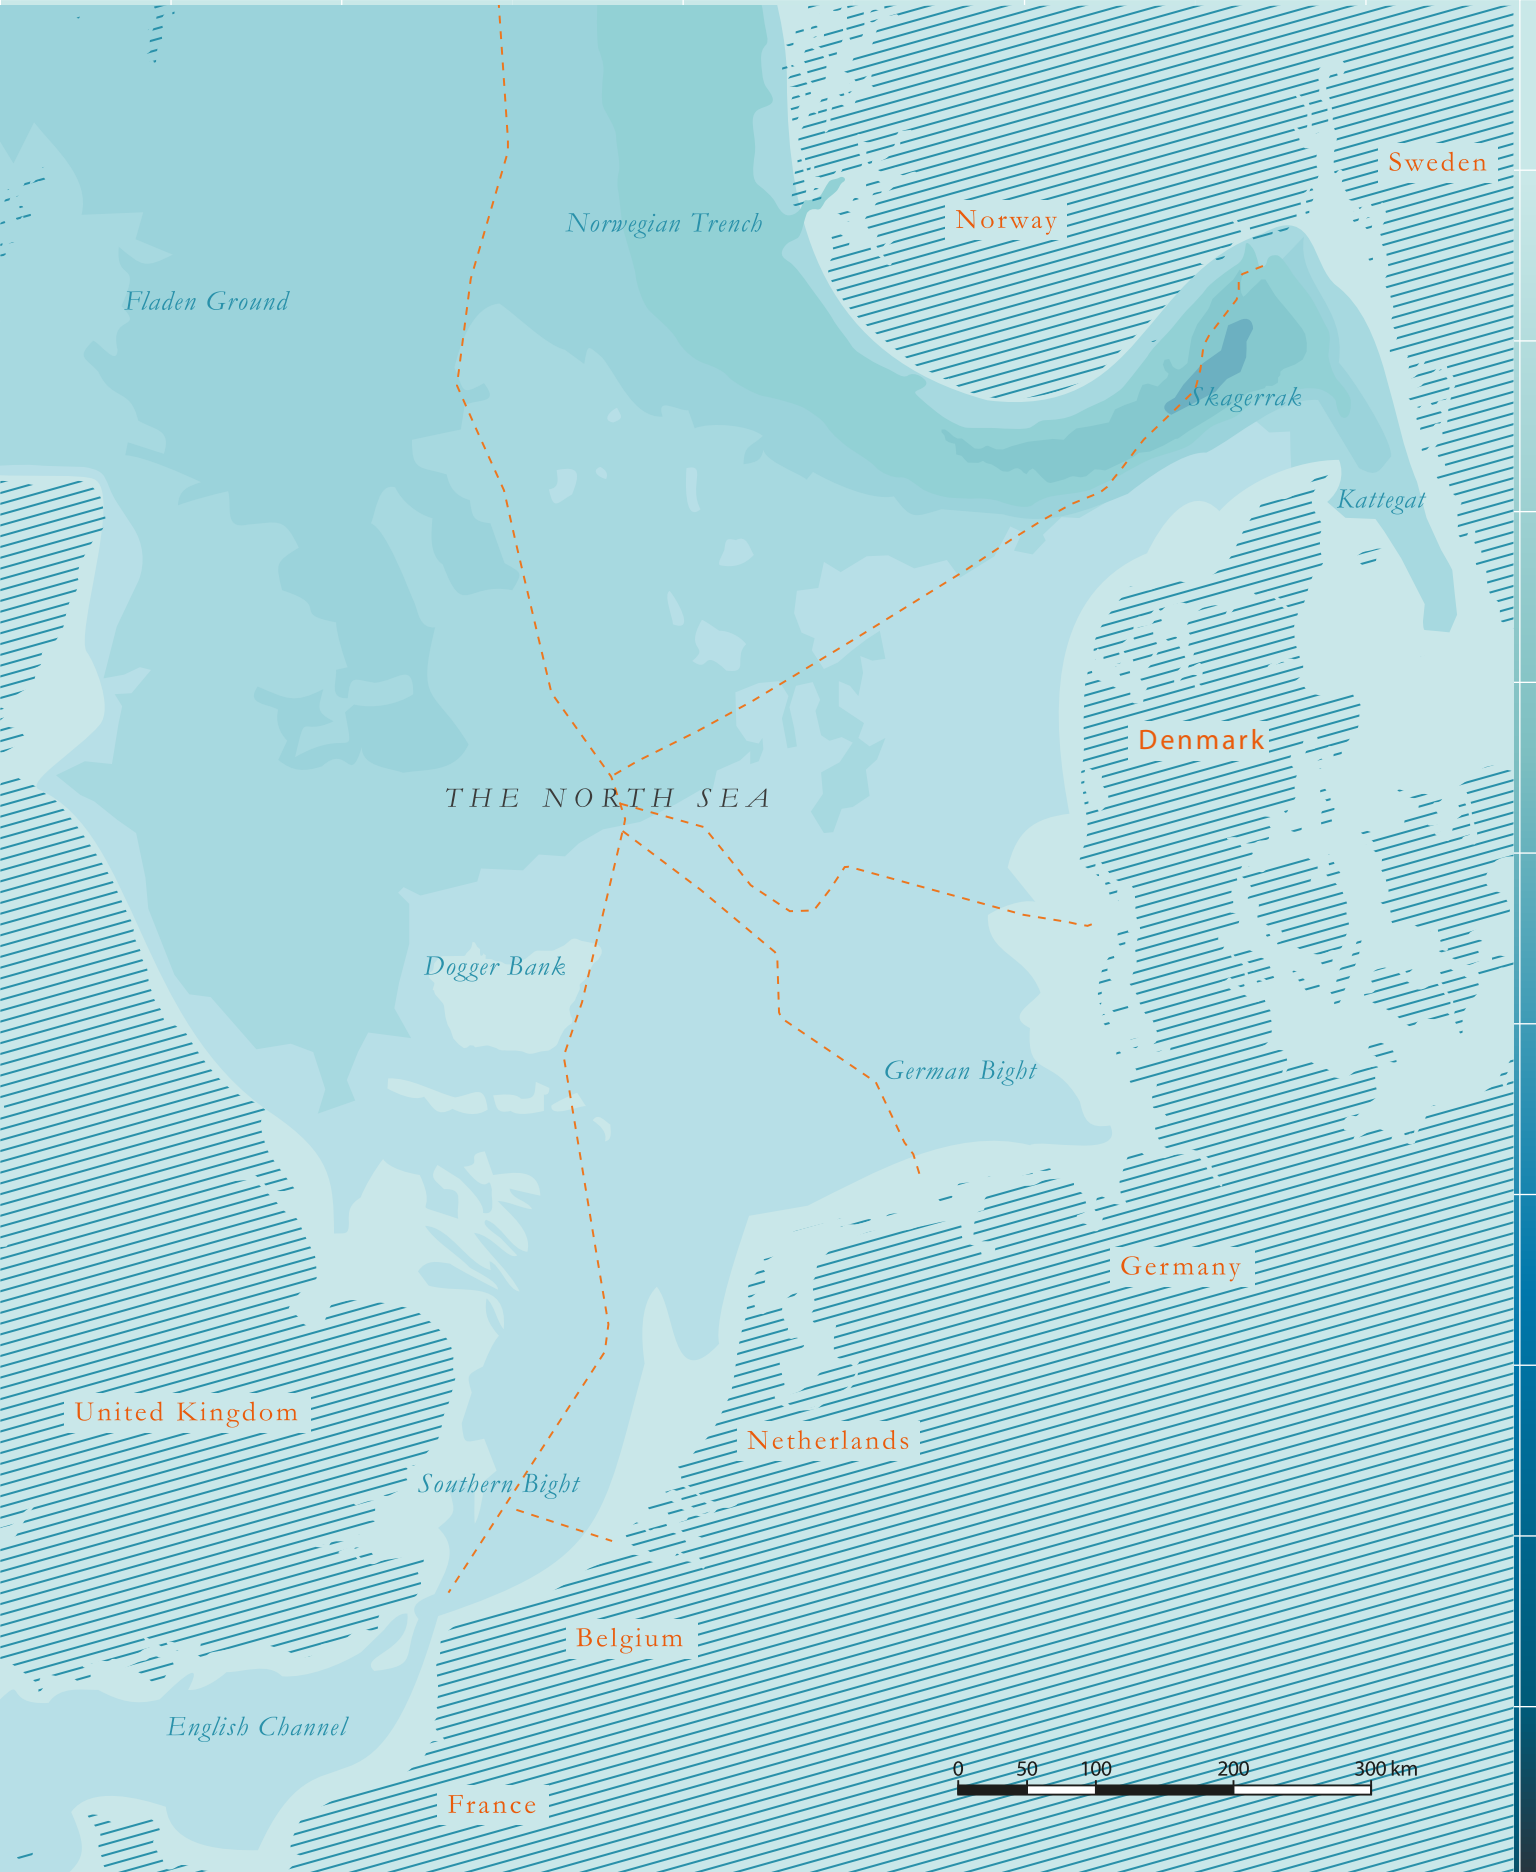 Sweden
Norway
Norwegian Trench
Fladen Ground
Skagerrak
Kattegat
Denmark
THE NORTH SEA
Dogger Bank
German Bight
Germany
United Kingdom
Netherlands
Southern Bight
Belgium
English Channel
0 50 100 200 300 km
France